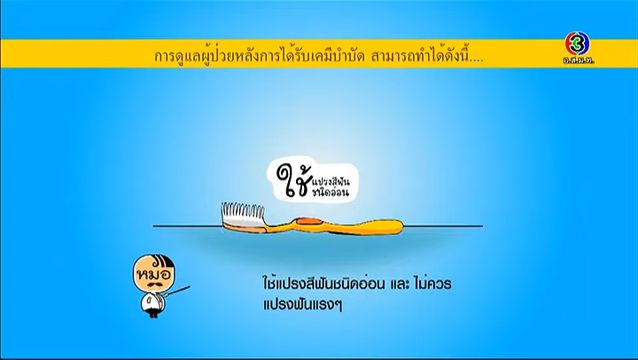 การดูแลผู้ป่วยหลังการได้รับเคมีบำบัด สามารถทำได้ดังนี้....
3
อ.ส.ม.ท.
ใช้ แปรงสีฟัน
ชนิดอ่อน
หมอ
ใช้แปรงสีฟันชนิดอ่อน และ ไม่ควร
แปรงฟันแรงๆ